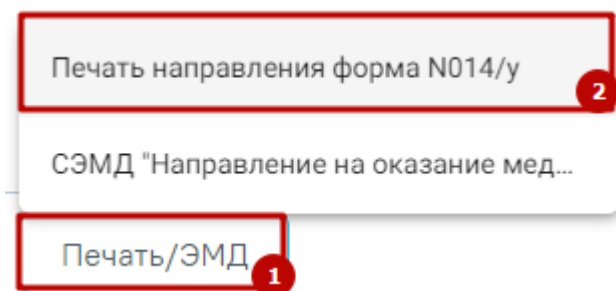 Печать направления форма N014/у
2
СЭМД "Направление на оказание мед...
Печать/ЭМД
1